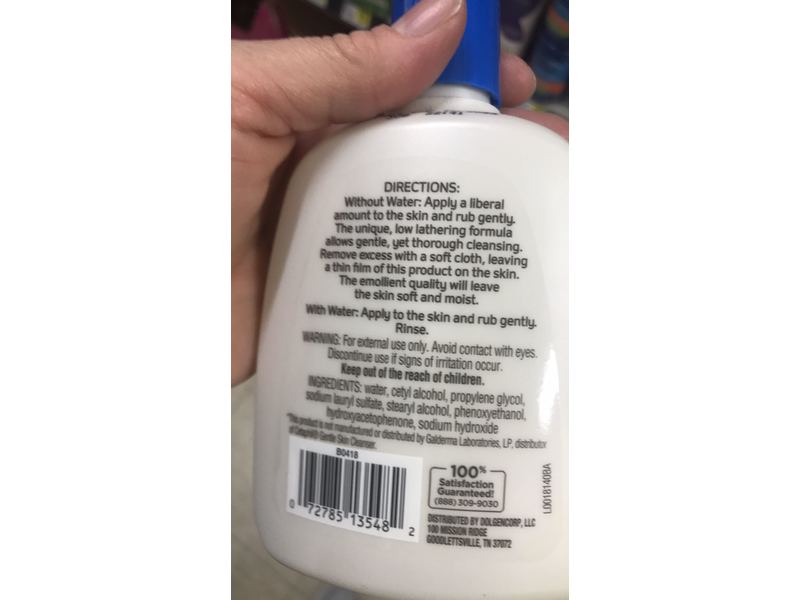 DIRECTIONS:
Without Water: Apply a liberal
amount to the skin and rub gently.
The unique, low lathering formula
allows gentle, yet thorough cleansing.
Remove excess with a soft cloth, leaving
a thin film of this product on the skin.
The emollient quality will leave
the skin soft and moist.
With Water: Apply to the skin and rub gently.
Rinse.
WARNING: For external use only. Avoid contact with eyes.
Discontinue use if signs of irritation occur.
Keep out of the reach of children.
INGREDIENTS: water, cetyl alcohol, propylene glycol,
sodium lauryl sulfate, stearyl alcohol, phenoxyethanol,
hydroxyacetophenone, sodium hydroxide
*This product is not manufactured or distributed by Galderma Laboratories, LP, distributor
of Cetaphil® Gentle Skin Cleanser.
B0418
0 72785 13548 2
100%
Satisfaction
Guaranteed!
(888) 309-9030
DISTRIBUTED BY DOLGENCORP, LLC
100 MISSION RIDGE
GOODLETTSVILLE, TN 37072
L0018140BA